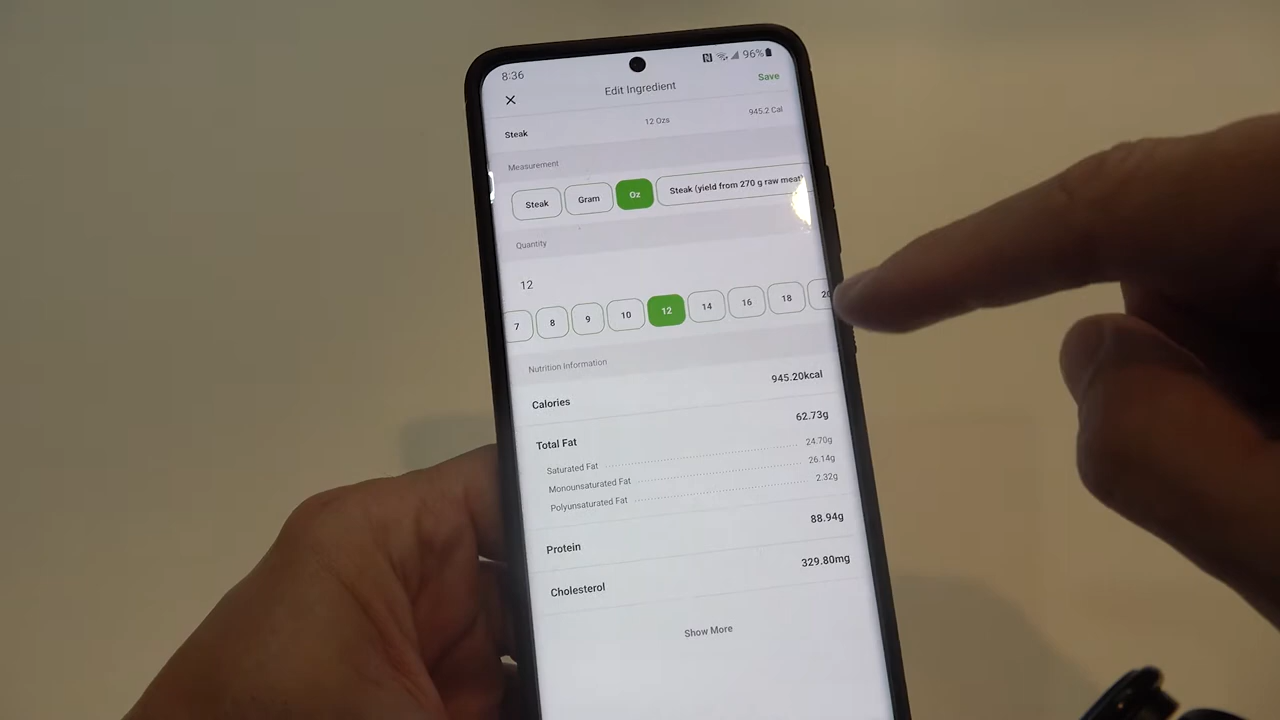 8:36 96%
Edit Ingredient Save
Steak 12 Ozs 945.2 Cal
Measurement
Steak Gram Oz Steak (yield from 270 g raw meat)
Quantity
12
7 8 9 10 12 14 16 18 20
Nutrition Information
Calories 945.20kcal
Total Fat 62.73g
Saturated Fat 24.70g
Monounsaturated Fat 26.14g
Polyunsaturated Fat 2.32g
Protein 88.94g
Cholesterol 329.80mg
Show More